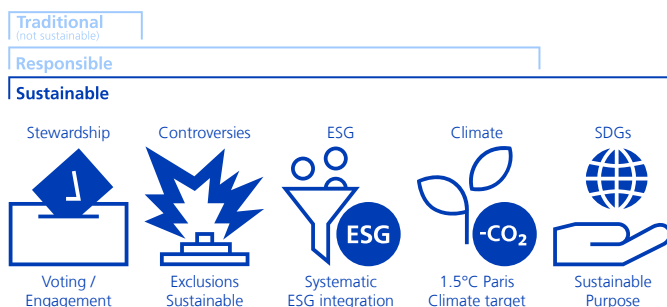 Traditional
(not sustainable)
Responsible
Sustainable
Stewardship
Controversies
ESG
Climate
SDGs
ESG
-CO₂
Voting /
Engagement
Exclusions
Sustainable
Systematic
ESG integration
1.5°C Paris
Climate target
Sustainable
Purpose